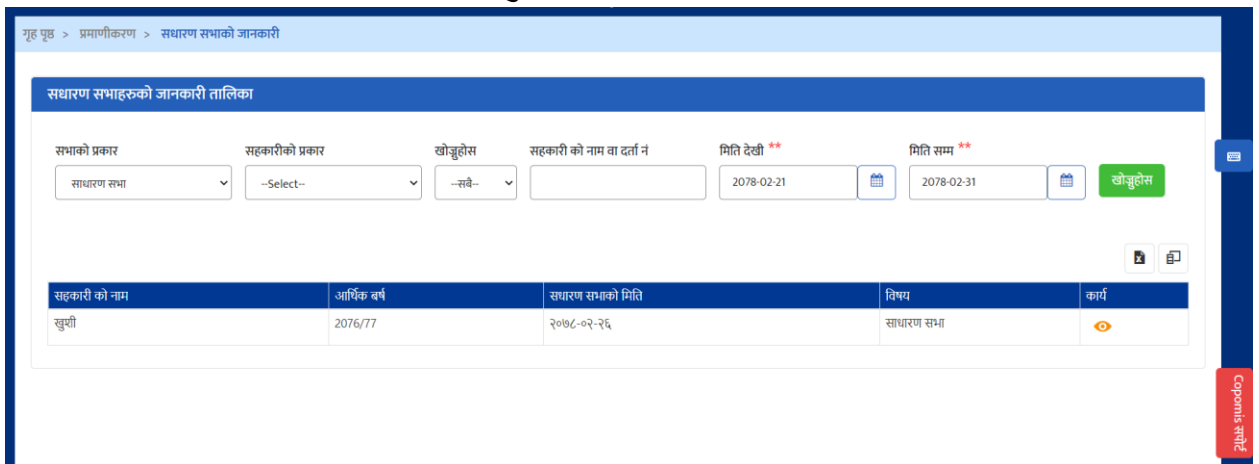 गृह पृष्ठ > प्रमाणीकरण > सधारण सभाको जानकारी
सधारण सभाहरुको जानकारी तालिका
सभाको प्रकार सहकारीको प्रकार खोज्नुहोस सहकारी को नाम वा दर्ता नं मिति देखी ** मिति सम्म **
साधारण सभा --Select-- --सबै-- 2078-02-21 2078-02-31 खोज्नुहोस
सहकारी को नाम आर्थिक बर्ष सधारण सभाको मिति विषय कार्य
खुशी 2076/77 २०७८-०२-२६ साधारण सभा
Copomis सपोर्ट